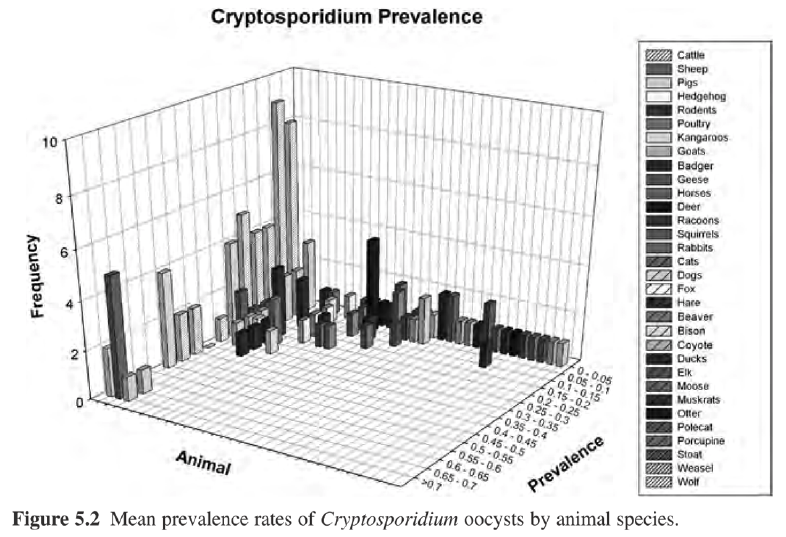 Cryptosporidium Prevalence
10
8
6
4
2
0
Frequency
Animal
Prevalence
0 - 0.05
0.05 - 0.1
0.1 - 0.15
0.15 - 0.2
0.2 - 0.25
0.25 - 0.3
0.3 - 0.35
0.35 - 0.4
0.4 - 0.45
0.45 - 0.5
0.5 - 0.55
0.55 - 0.6
0.6 - 0.65
0.65 - 0.7
>0.7
Cattle
Sheep
Pigs
Hedgehog
Rodents
Poultry
Kangaroos
Goats
Badger
Geese
Horses
Deer
Racoons
Squirrels
Rabbits
Cats
Dogs
Fox
Hare
Beaver
Bison
Coyote
Ducks
Elk
Moose
Muskrats
Otter
Polecat
Porcupine
Stoat
Weasel
Wolf
Figure 5.2 Mean prevalence rates of Cryptosporidium oocysts by animal species.